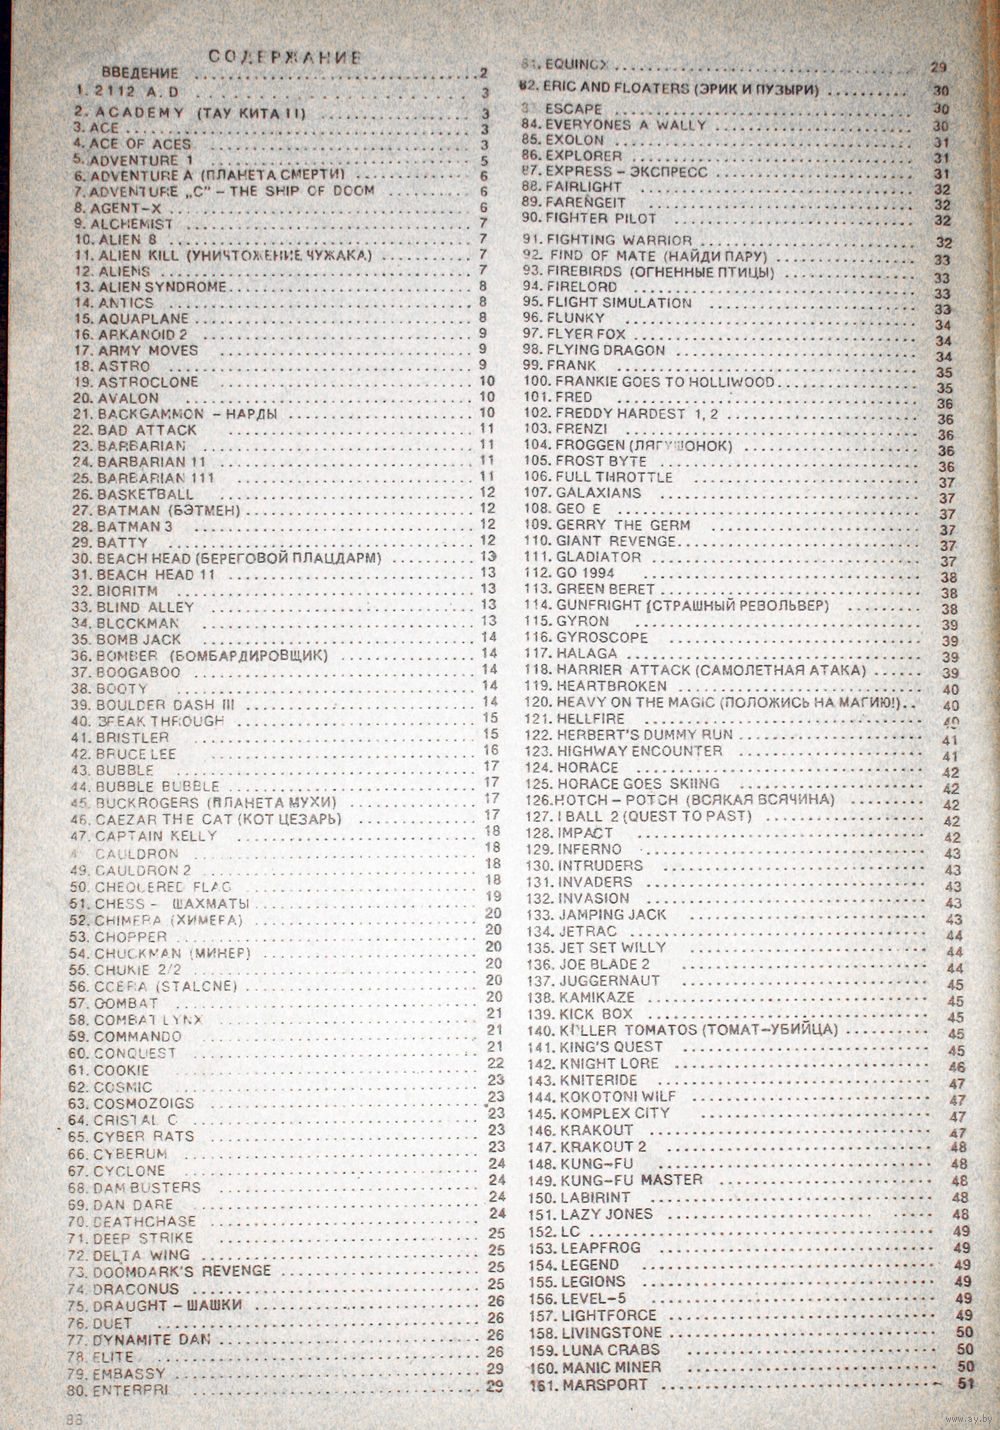 СОДЕРЖАНИЕ
ВВЕДЕНИЕ 2
1. 2112 A. D 3
2. ACADEMY (ТАУ КИТА II) 3
3. ACE 3
4. ACE OF ACES 3
5. ADVENTURE 1 5
6. ADVENTURE A (ПЛАНЕТА СМЕРТИ) 6
7. ADVENTURE „C" – THE SHIP OF DOOM 6
8. AGENT–X 6
9. ALCHEMIST 7
10. ALIEN 8 7
11. ALIEN KILL (УНИЧТОЖЕНИЕ ЧУЖАКА) 7
12. ALIENS 7
13. ALIEN SYNDROME 8
14. ANTICS 8
15. AQUAPLANE 8
16. ARKANOID 2 9
17. ARMY MOVES 9
18. ASTRO 9
19. ASTROCLONE 10
20. AVALON 10
21. BACKGAMMON – НАРДЫ 10
22. BAD ATTACK 11
23. BARBARIAN 11
24. BARBARIAN 11 11
25. BARBARIAN 111 11
26. BASKETBALL 12
27. BATMAN (БЭТМЕН) 12
28. BATMAN 3 12
29. BATTY 12
30. BEACH HEAD (БЕРЕГОВОЙ ПЛАЦДАРМ) 13
31. BEACH HEAD 11 13
32. BIORITM 13
33. BLIND ALLEY 13
34. BLOCKMAN 13
35. BOMB JACK 14
36. BOMBER (БОМБАРДИРОВЩИК) 14
37. BOOGABOO 14
38. BOOTY 14
39. BOULDER DASH III 14
40. BREAK THROUGH 15
41. BRISTLER 15
42. BRUCE LEE 16
43. BUBBLE 17
44. BUBBLE BUBBLE 17
45. BUCKROGERS (ПЛАНЕТА МУХИ) 17
46. CAEZAR THE CAT (КОТ ЦЕЗАРЬ) 17
47. CAPTAIN KELLY 18
4 CAULDRON 18
49. CAULDRON 2 18
50. CHEQUERED FLAG 18
51. CHESS – ШАХМАТЫ 19
52. CHIMERA (ХИМЕРА) 20
53. CHOPPER 20
54. CHUCKMAN (МИНЕР) 20
55. CHUKIE 2/2 20
56. (STALCNE) 20
57. COMBAT 20
58. COMBAT LYNX 21
59. COMMANDO 21
60. CONQUEST 21
61. COOKIE 22
62. COSMIC 23
63. COSMOZOIGS 23
64. CRISTAL C 23
65. CYBER RATS 23
66. CYBERUM 23
67. CYCLONE 24
68. DAM BUSTERS 24
69. DAN DARE 24
70. DEATHCHASE 24
71. DEEP STRIKE 25
72. DELTA WING 25
73. DOOMDARK'S REVENGE 25
74. DRACONUS 25
75. DRAUGHT – ШАШКИ 26
76. DUET 26
77. DYNAMITE DAN 26
78. ELITE 26
79. EMBASSY 29
80. ENTERPRI 29
88
EQUINOX 29
82. ERIC AND FLOATERS (ЭРИК И ПУЗЫРИ) 30
ESCAPE 30
84. EVERYONES A WALLY 30
85. EXOLON 31
86. EXPLORER 31
87. EXPRESS – ЭКСПРЕСС 31
88. FAIRLIGHT 32
89. FARENGEIT 32
90. FIGHTER PILOT 32
91. FIGHTING WARRIOR 32
92. FIND OF MATE (НАЙДИ ПАРУ) 33
93. FIREBIRDS (ОГНЕННЫЕ ПТИЦЫ) 33
94. FIRELORD 33
95. FLIGHT SIMULATION 33
96. FLUNKY 34
97. FLYER FOX 34
98. FLYING DRAGON 34
99. FRANK 35
100. FRANKIE GOES TO HOLLIWOOD 35
101. FRED 36
102. FREDDY HARDEST 1, 2 36
103. FRENZI 36
104. FROGGEN (ЛЯГУШОНОК) 36
105. FROST BYTE 36
106. FULL THROTTLE 37
107. GALAXIANS 37
108. GEO E 37
109. GERRY THE GERM 37
110. GIANT REVENGE 37
111. GLADIATOR 37
112. GO 1994 38
113. GREEN BERET 38
114. GUNFRIGHT (СТРАШНЫЙ РЕВОЛЬВЕР) 38
115. GYRON 39
116. GYROSCOPE 39
117. HALAGA 39
118. HARRIER ATTACK (САМОЛЕТНАЯ АТАКА) 39
119. HEARTBROKEN 40
120. HEAVY ON THE MAGIC (ПОЛОЖИСЬ НА МАГИЮ!) 40
121. HELLFIRE 40
122. HERBERT'S DUMMY RUN 41
123. HIGHWAY ENCOUNTER 41
124. HORACE 42
125. HORACE GOES SKIING 42
126. HOTCH – POTCH (ВСЯКАЯ ВСЯЧИНА) 42
127. I BALL 2 (QUEST TO PAST) 42
128. IMPACT 42
129. INFERNO 43
130. INTRUDERS 43
131. INVADERS 43
132. INVASION 43
133. JAMPING JACK 43
134. JETRAC 44
135. JET SET WILLY 44
136. JOE BLADE 2 44
137. JUGGERNAUT 45
138. KAMIKAZE 45
139. KICK BOX 45
140. KILLER TOMATOS (ТОМАТ–УБИЙЦА) 45
141. KING'S QUEST 45
142. KNIGHT LORE 46
143. KNITERIDE 47
144. KOKOTONI WILF 47
145. KOMPLEX CITY 47
146. KRAKOUT 47
147. KRAKOUT 2 48
148. KUNG–FU 48
149. KUNG–FU MASTER 48
150. LABIRINT 48
151. LAZY JONES 48
152. LC 49
153. LEAPFROG 49
154. LEGEND 49
155. LEGIONS 49
156. LEVEL–5 49
157. LIGHTFORCE 49
158. LIVINGSTONE 50
159. LUNA CRABS 50
160. MANIC MINER 50
161. MARSPORT 51
www.ay.by